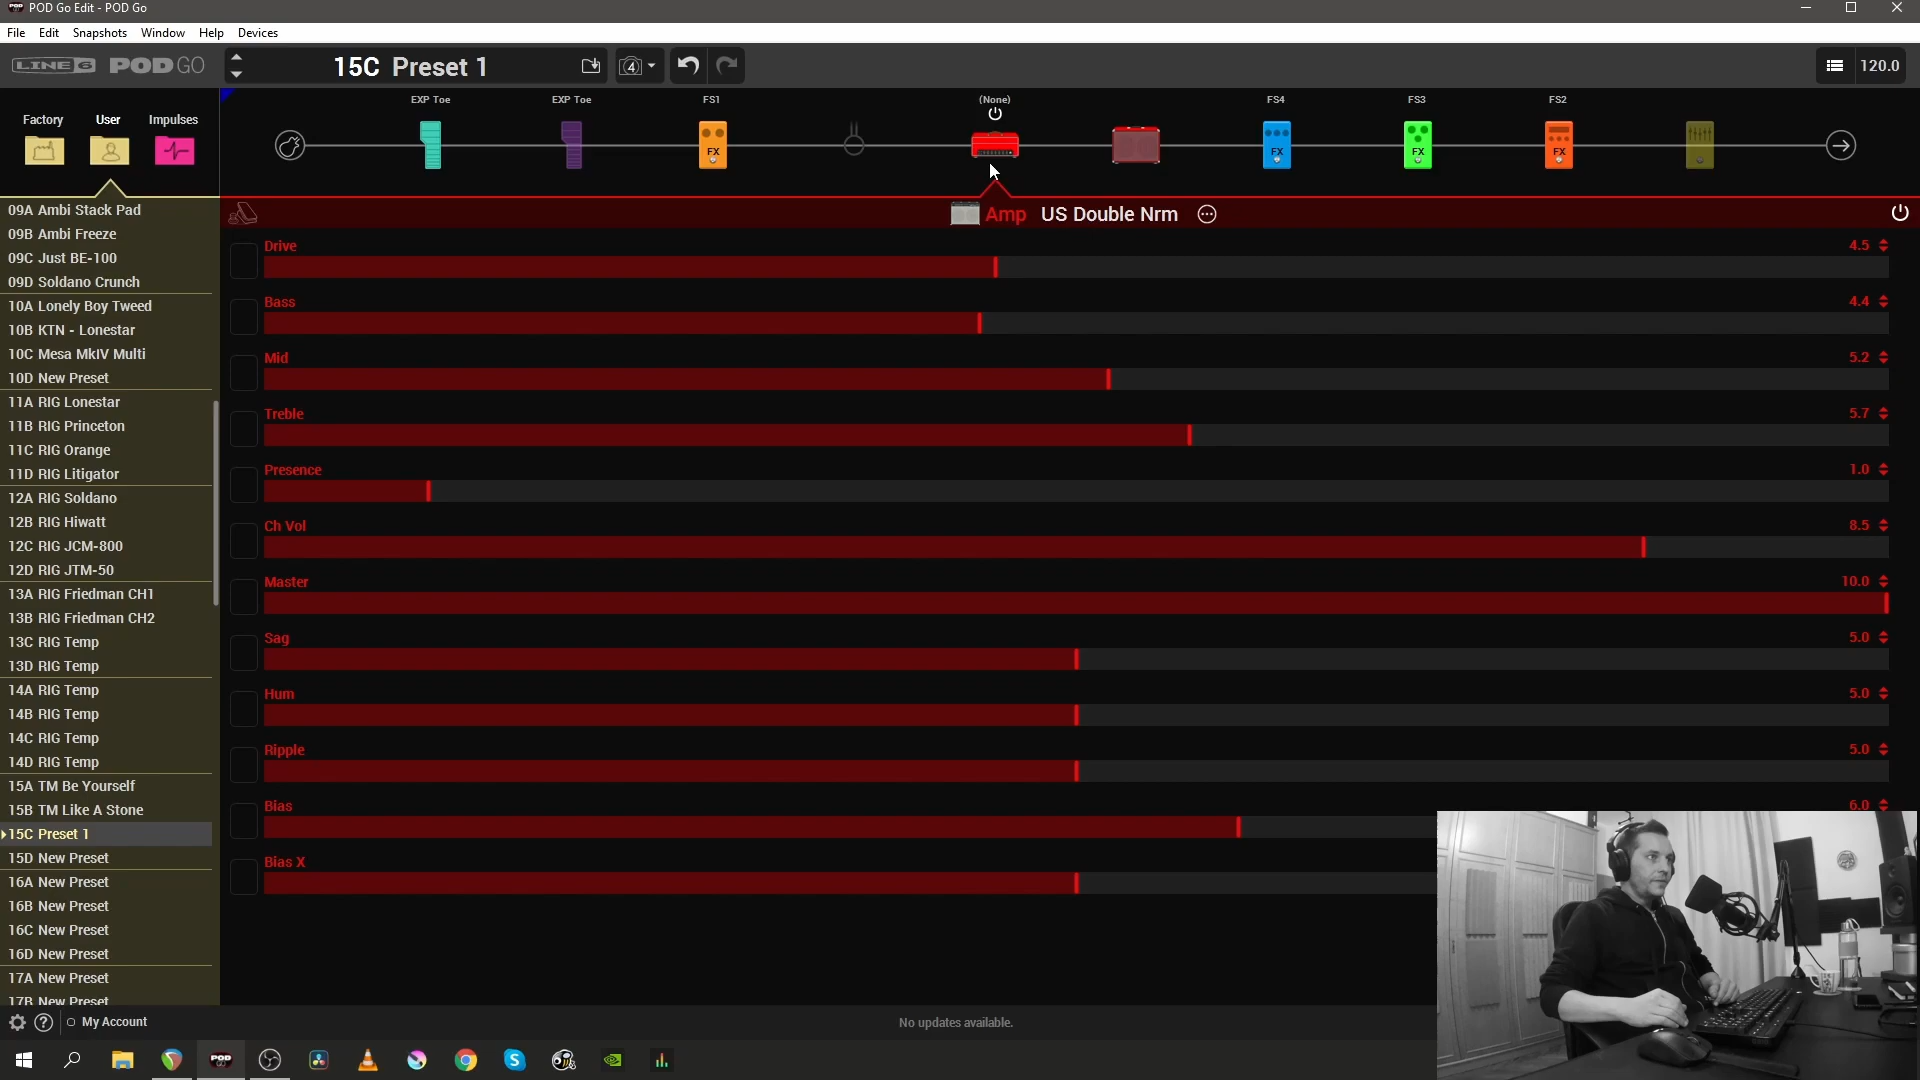 POD Go Edit - POD Go
File Edit Snapshots Window Help Devices
LINE 6 POD GO
15C Preset 1
4
120.0
Factory User Impulses
EXP Toe EXP Toe FS1 (None) FS4 FS3 FS2
FX FX FX FX
Amp US Double Nrm
09A Ambi Stack Pad
09B Ambi Freeze
09C Just BE-100
09D Soldano Crunch
10A Lonely Boy Tweed
10B KTN - Lonestar
10C Mesa MkIV Multi
10D New Preset
11A RIG Lonestar
11B RIG Princeton
11C RIG Orange
11D RIG Litigator
12A RIG Soldano
12B RIG Hiwatt
12C RIG JCM-800
12D RIG JTM-50
13A RIG Friedman CH1
13B RIG Friedman CH2
13C RIG Temp
13D RIG Temp
14A RIG Temp
14B RIG Temp
14C RIG Temp
14D RIG Temp
15A TM Be Yourself
15B TM Like A Stone
15C Preset 1
15D New Preset
16A New Preset
16B New Preset
16C New Preset
16D New Preset
17A New Preset
17B New Preset
Drive 4.5
Bass 4.4
Mid 5.2
Treble 5.7
Presence 1.0
Ch Vol 8.5
Master 10.0
Sag 5.0
Hum 5.0
Ripple 5.0
Bias 6.0
Bias X
My Account
No updates available.
POD
GO